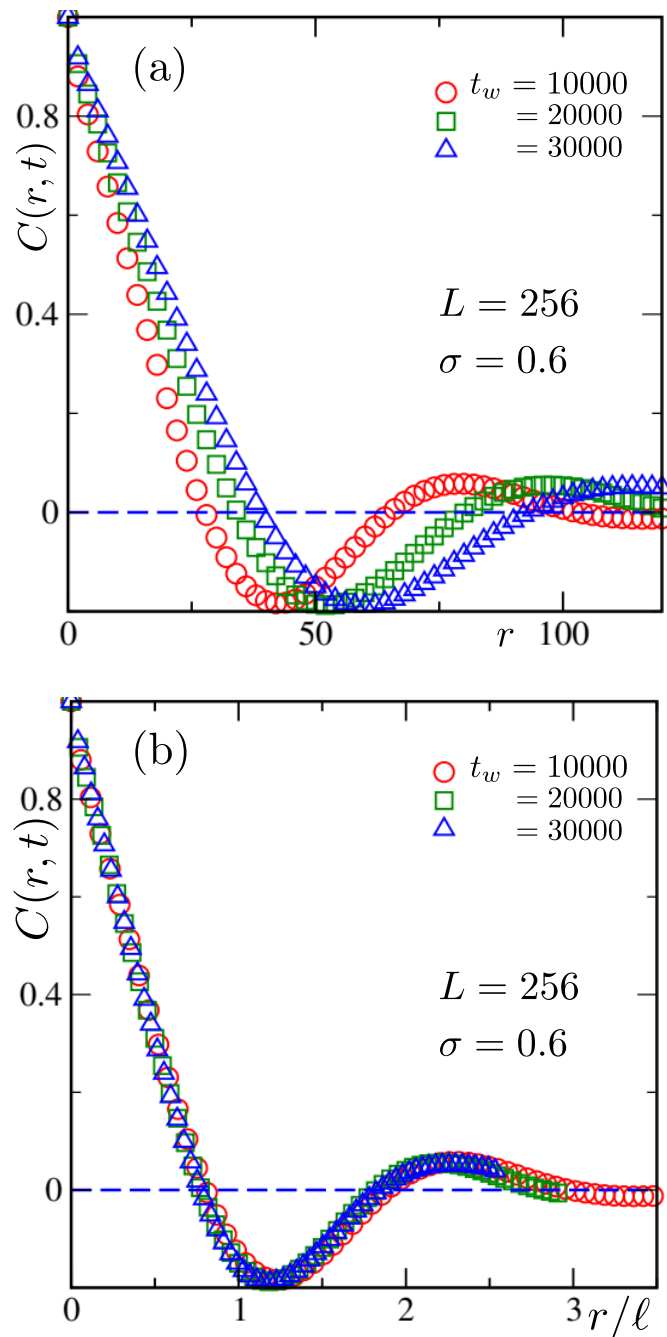 (a)
t_w = 10000
= 20000
= 30000
0.8
C(r, t)
L = 256
0.4
σ = 0.6
0
0 50 r 100
(b)
t_w = 10000
= 20000
= 30000
0.8
C(r, t)
L = 256
0.4
σ = 0.6
0
0 1 2 3 r/ℓ